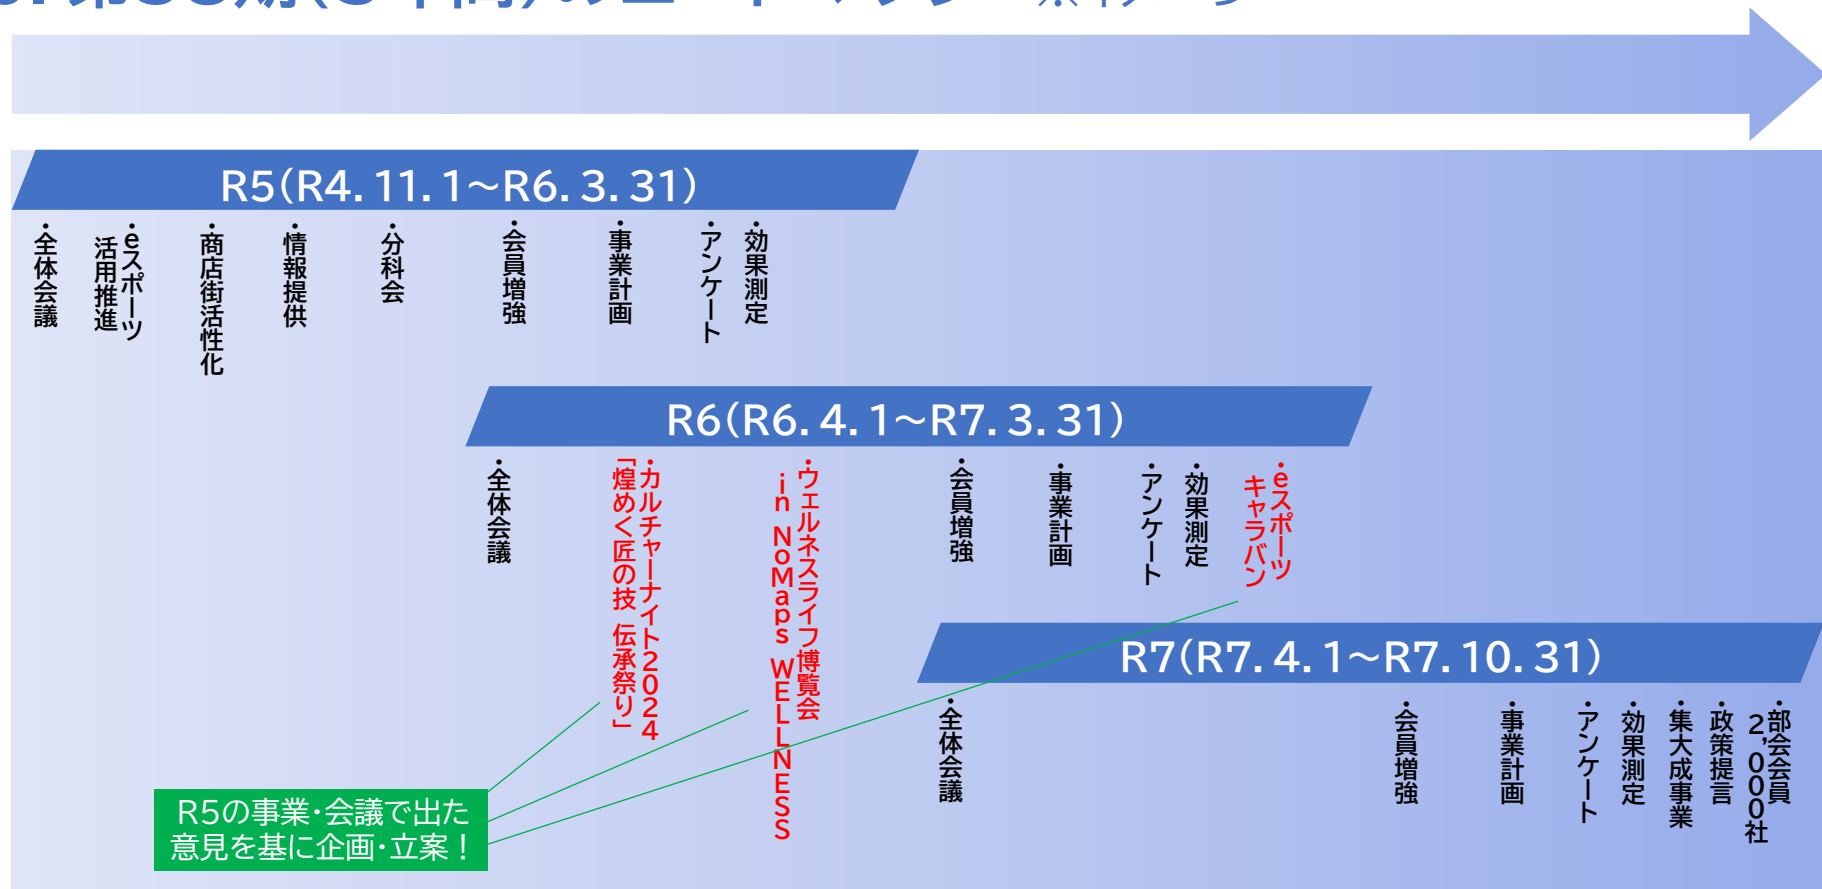 R5(R4.11.1～R6.3.31)
・全体会議
・eスポーツ
活用推進
・商店街活性化
・情報提供
・分科会
・会員増強
・事業計画
・アンケート
・効果測定
R6(R6.4.1～R7.3.31)
・全体会議
・カルチャーナイト2024
「煌めく匠の技 伝承祭り」
・ウェルネスライフ博覧会
in NoMaps WELLNESS
・会員増強
・事業計画
・アンケート
・効果測定
・eスポーツ
キャラバン
R7(R7.4.1～R7.10.31)
・全体会議
・会員増強
・事業計画
・アンケート
・効果測定
・集大成事業
・政策提言
・部会会員
2,000社
R5の事業・会議で出た
意見を基に企画・立案！